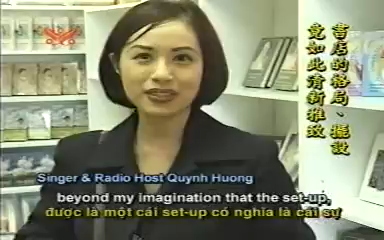 書店的格局、擺設
竟如此清新雅致
Singer & Radio Host Quynh Huong
beyond my imagination that the set-up,
được là một cái set-up có nghĩa là cái sự